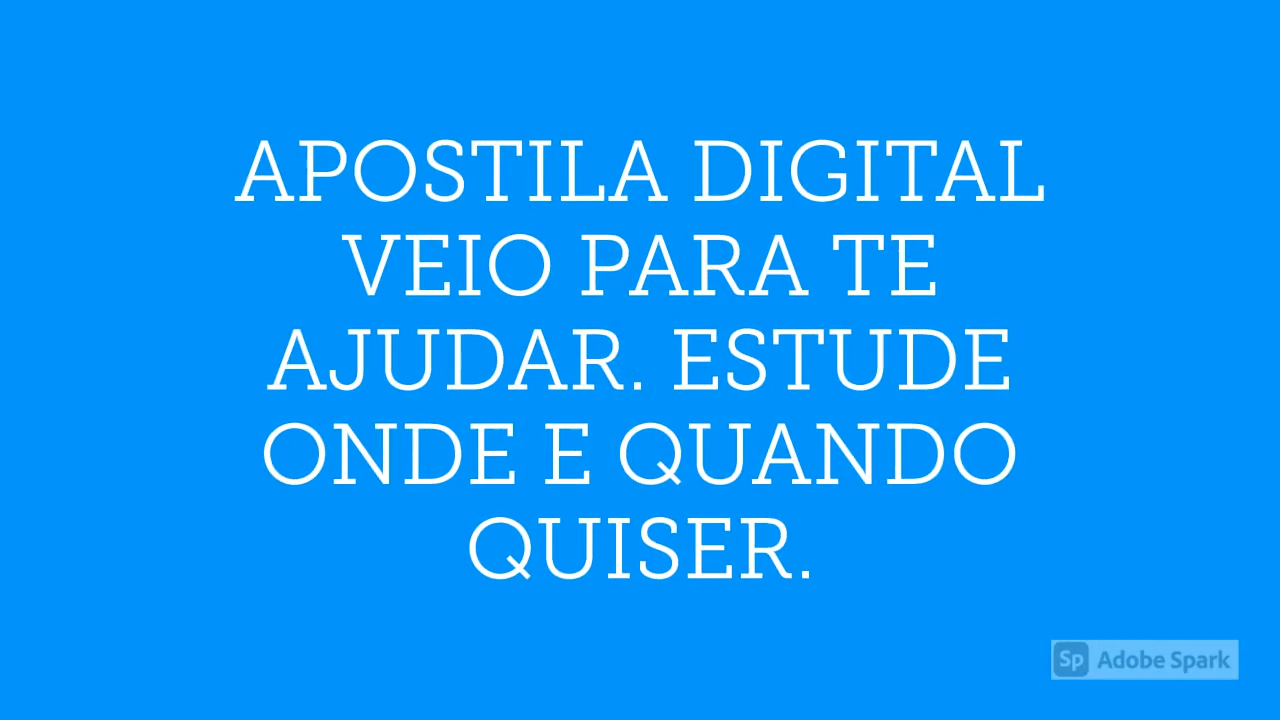 APOSTILA DIGITAL
VEIO PARA TE
AJUDAR. ESTUDE
ONDE E QUANDO
QUISER.
Sp Adobe Spark